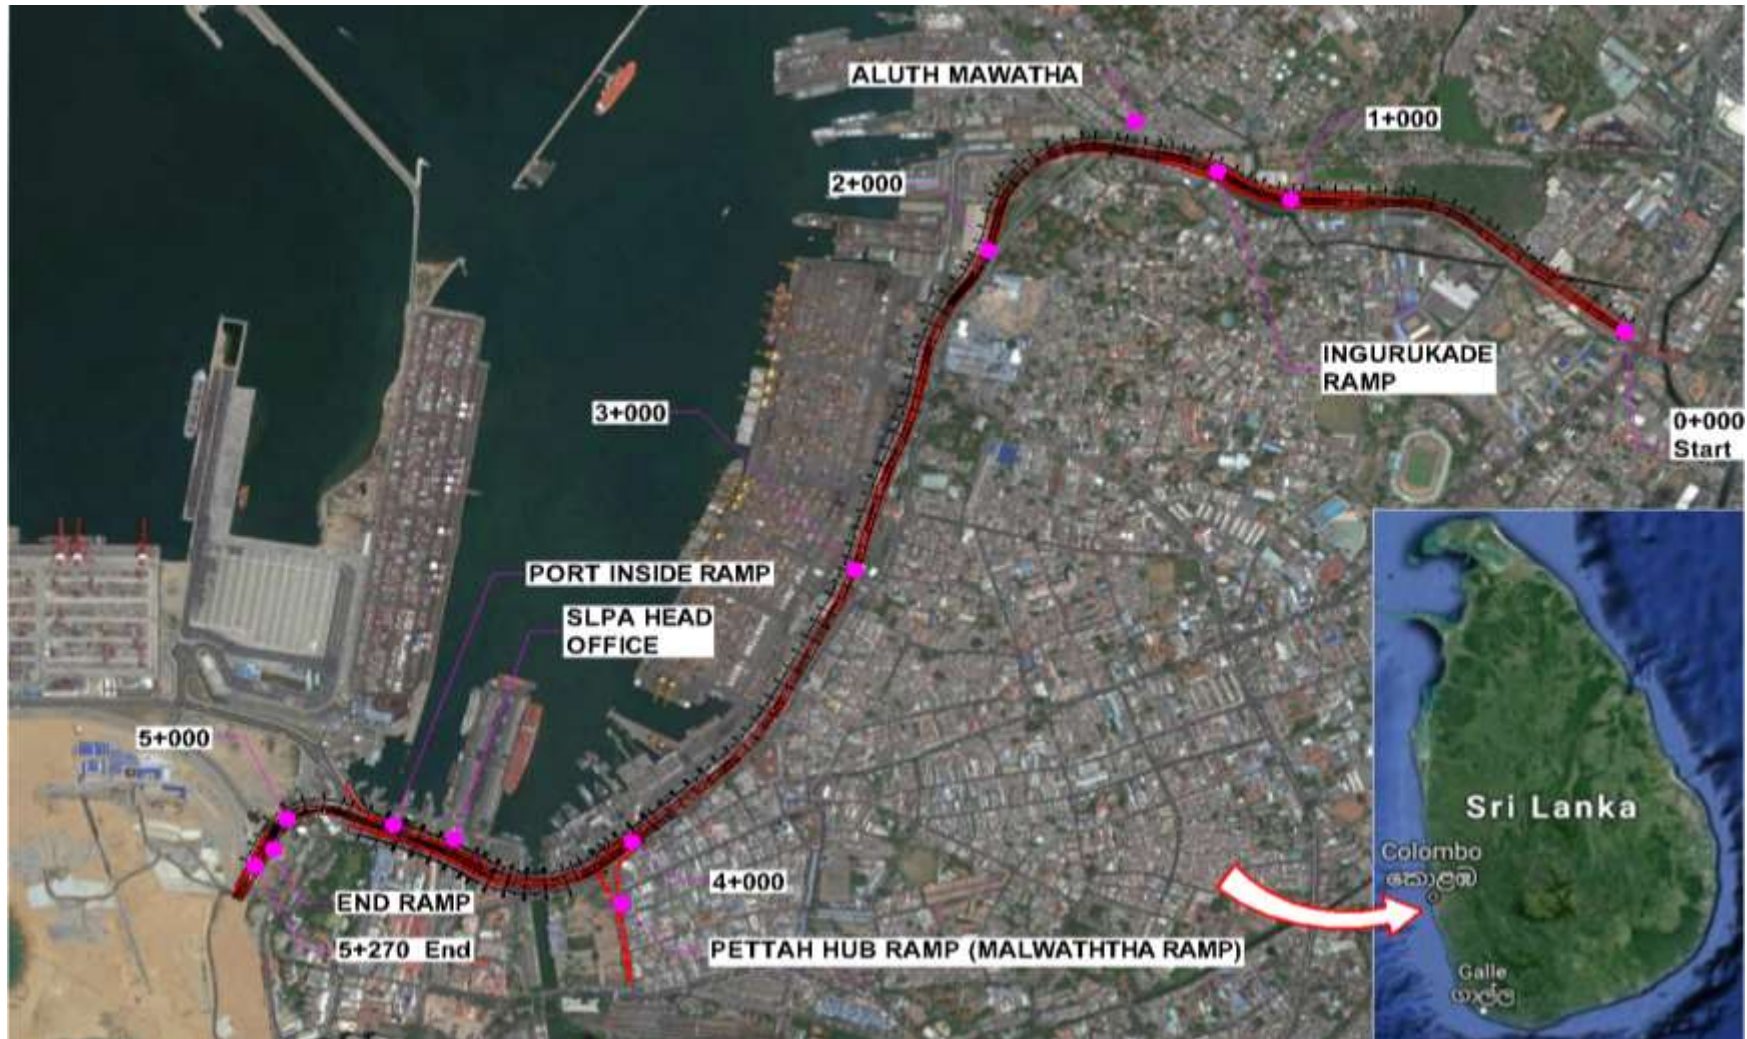 ALUTH MAWATHA
1+000
2+000
INGURUKADE
RAMP
3+000
0+000
Start
PORT INSIDE RAMP
SLPA HEAD
OFFICE
5+000
Sri Lanka
Colombo
කොළඹ
4+000
END RAMP
PETTAH HUB RAMP (MALWATHTHA RAMP)
5+270 End
Galle
ගාල්ල